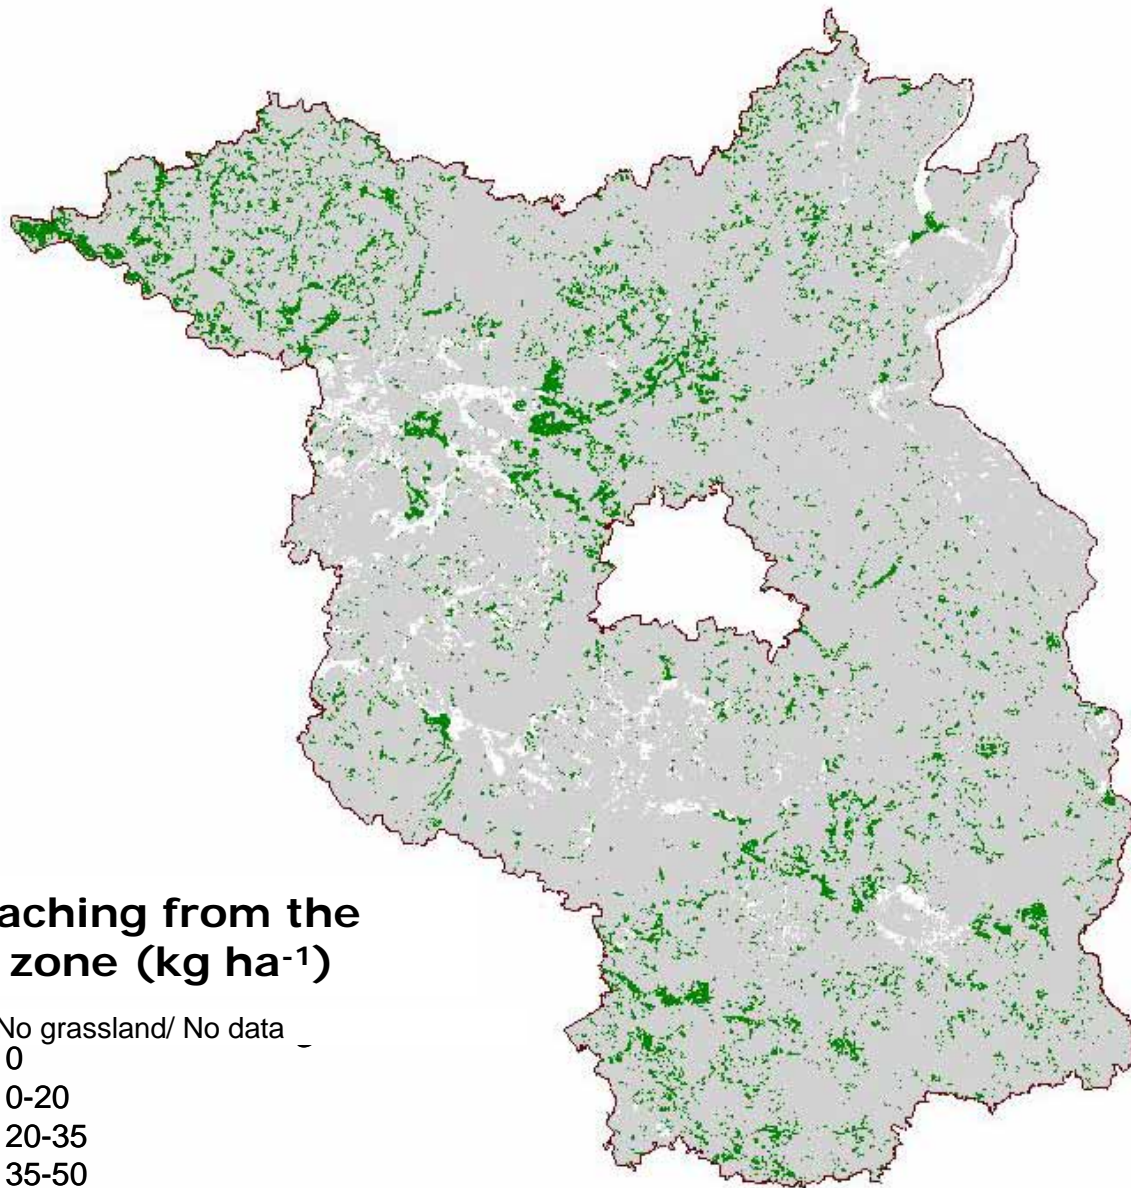 aching from the
zone (kg ha-1)
No grassland/ No data
0
0-20
20-35
35-50